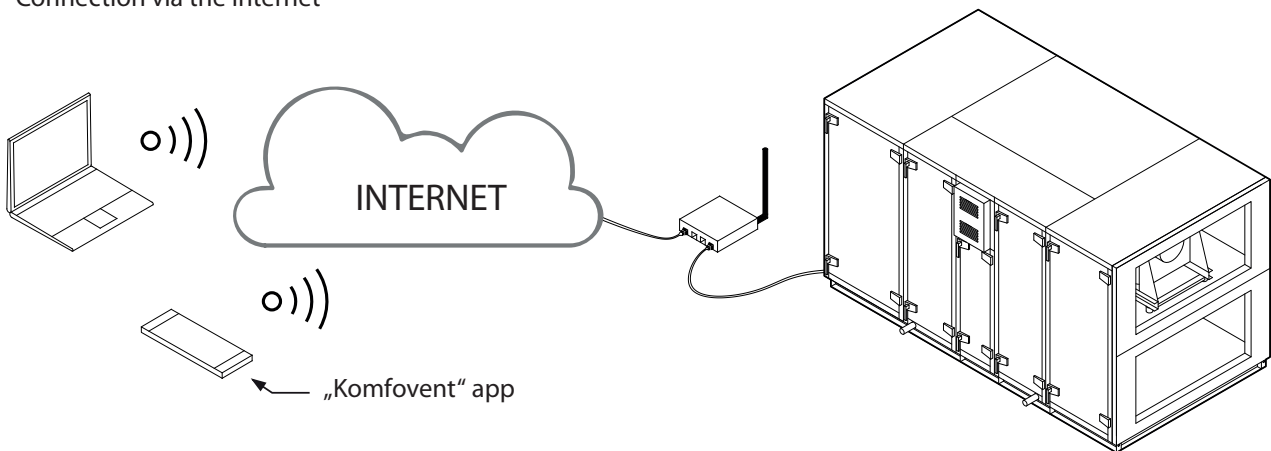 Connection via the internet
INTERNET
„Komfovent“ app